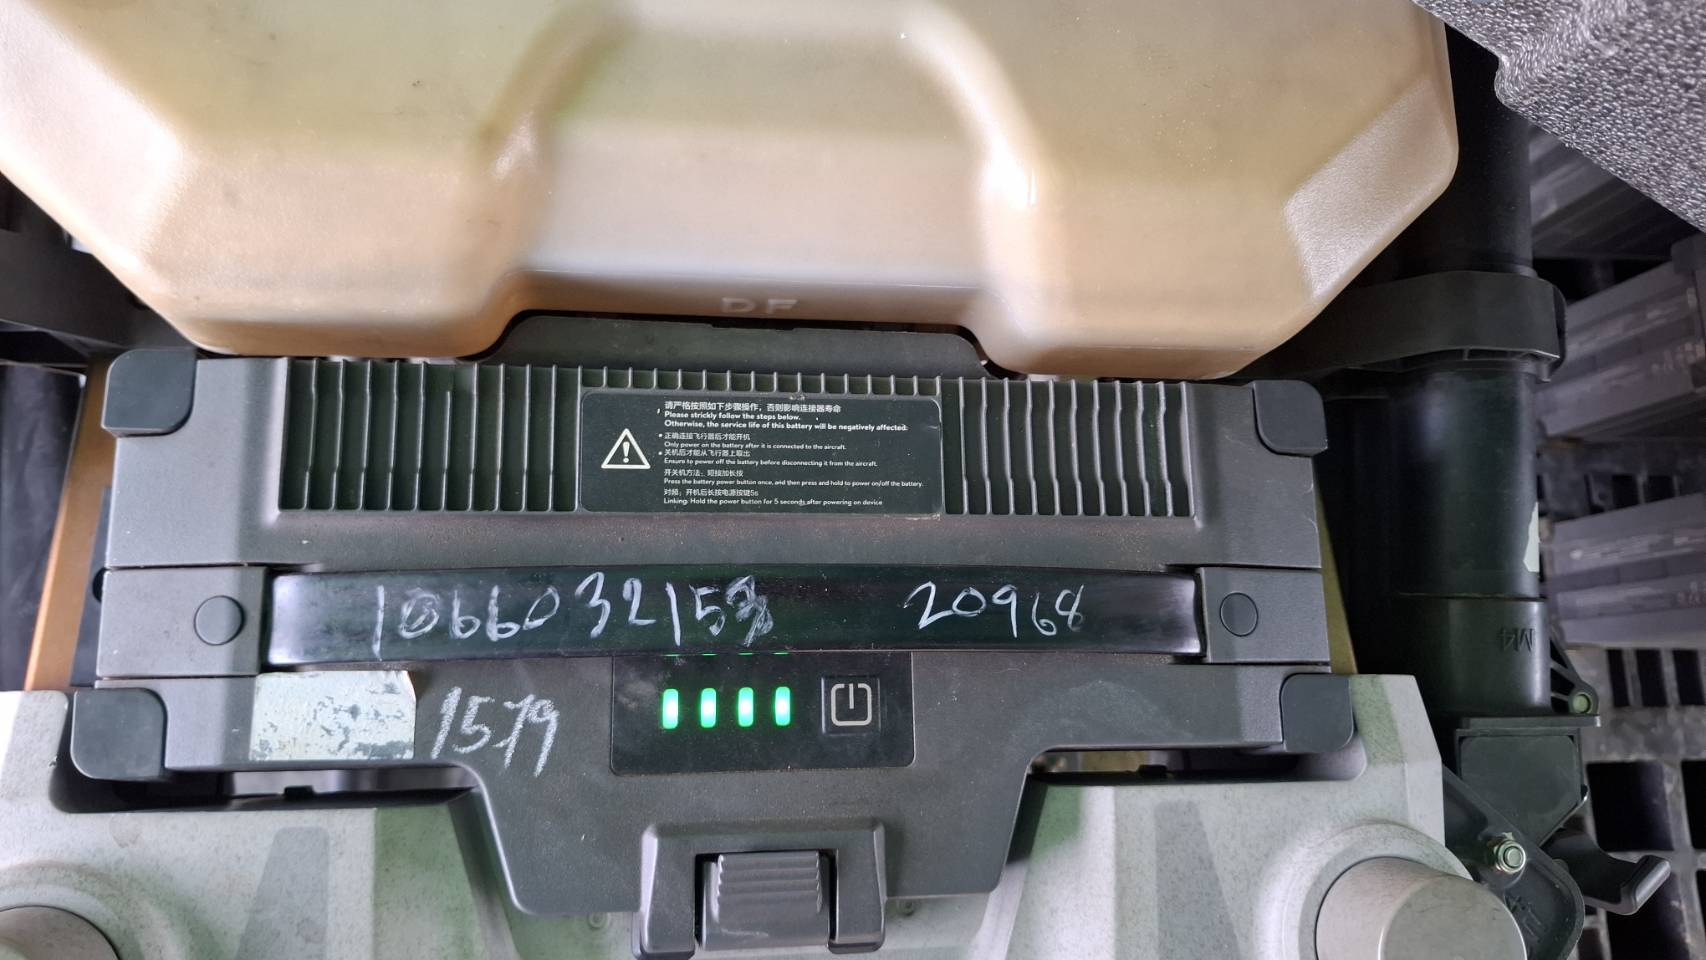 DF
请严格按照如下步骤操作，否则影响连接器寿命
Please strickly follow the steps below.
Otherwise, the service life of this battery will be negatively affected:
• 正确连接飞行器后才能开机
Only power on the battery after it is connected to the aircraft.
• 关机后才能从飞行器上取出
Ensure to power off the battery before disconnecting it from the aircraft.
开关机方法：短按加长按
Press the battery power button once, and then press and hold to power on/off the battery.
对频：开机后长按电源按键5s
Linking: Hold the power button for 5 seconds after powering on device
1066032153 20968
1579
M4